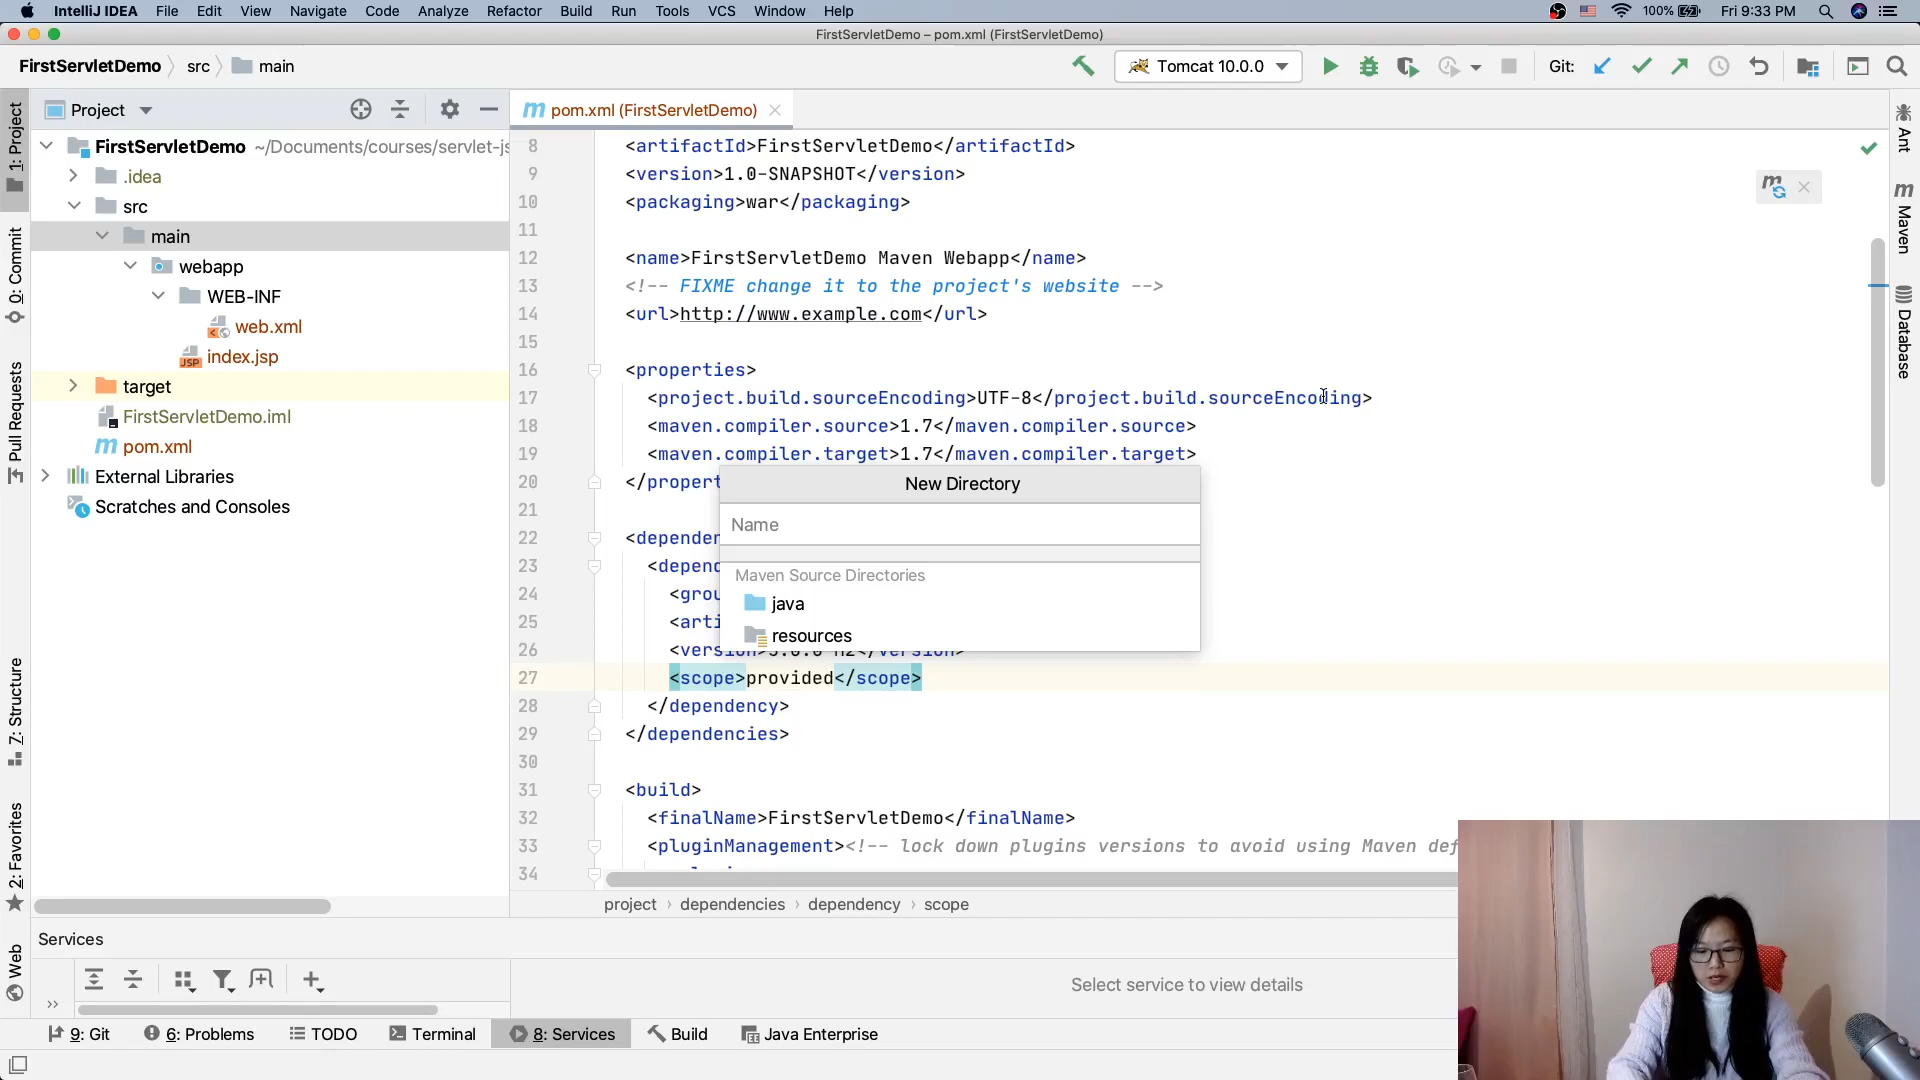 IntelliJ IDEA File Edit View Navigate Code Analyze Refactor Build Run Tools VCS Window Help 100% Fri 9:33 PM
FirstServletDemo – pom.xml (FirstServletDemo)
FirstServletDemo src main Tomcat 10.0.0 Git:
Project pom.xml (FirstServletDemo)
FirstServletDemo ~/Documents/courses/servlet-js
.idea
src
main
webapp
WEB-INF
web.xml
index.jsp
target
FirstServletDemo.iml
pom.xml
External Libraries
Scratches and Consoles
1: Project
0: Commit
Pull Requests
7: Structure
2: Favorites
Web
8 <artifactId>FirstServletDemo</artifactId>
9 <version>1.0-SNAPSHOT</version>
10 <packaging>war</packaging>
11
12 <name>FirstServletDemo Maven Webapp</name>
13 <!-- FIXME change it to the project's website -->
14 <url>http://www.example.com</url>
15
16 <properties>
17 <project.build.sourceEncoding>UTF-8</project.build.sourceEncoding>
18 <maven.compiler.source>1.7</maven.compiler.source>
19 <maven.compiler.target>1.7</maven.compiler.target>
20 </propert
21
22 <depender
23 <depend
24 <grou
25 <arti
26
27 <scope>provided</scope>
28 </dependency>
29 </dependencies>
30
31 <build>
32 <finalName>FirstServletDemo</finalName>
33 <pluginManagement><!-- lock down plugins versions to avoid using Maven def
34
New Directory
Name
Maven Source Directories
java
resources
Ant
Maven
Database
project › dependencies › dependency › scope
Services
Select service to view details
9: Git 6: Problems TODO Terminal 8: Services Build Java Enterprise